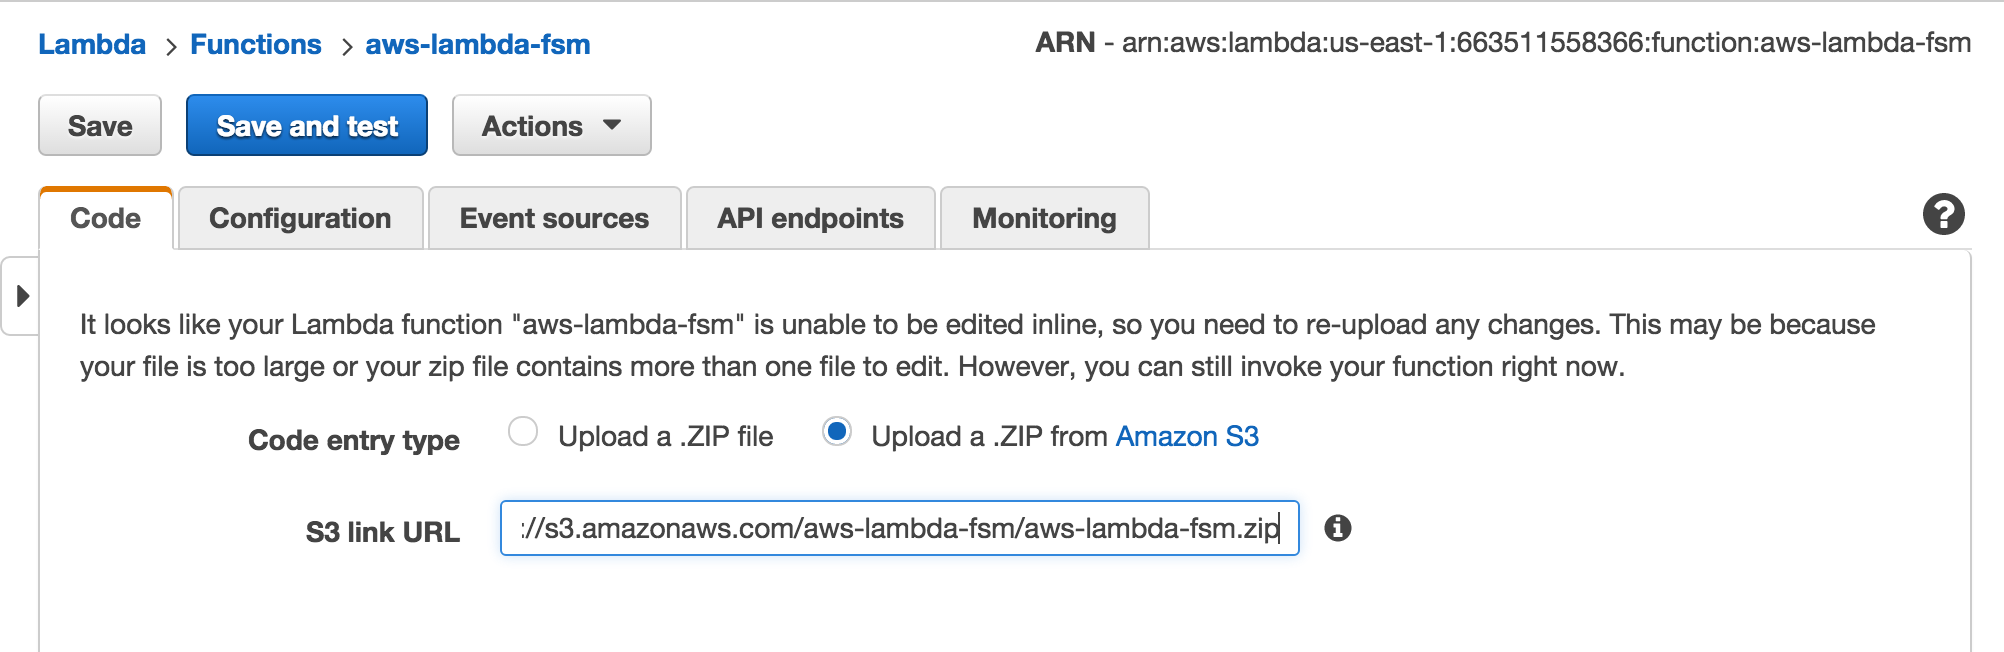 Lambda > Functions > aws-lambda-fsm
ARN - arn:aws:lambda:us-east-1:663511558366:function:aws-lambda-fsm
Save Save and test Actions
Code Configuration Event sources API endpoints Monitoring ?
It looks like your Lambda function "aws-lambda-fsm" is unable to be edited inline, so you need to re-upload any changes. This may be because
your file is too large or your zip file contains more than one file to edit. However, you can still invoke your function right now.
Code entry type Upload a .ZIP file Upload a .ZIP from Amazon S3
S3 link URL ://s3.amazonaws.com/aws-lambda-fsm/aws-lambda-fsm.zip